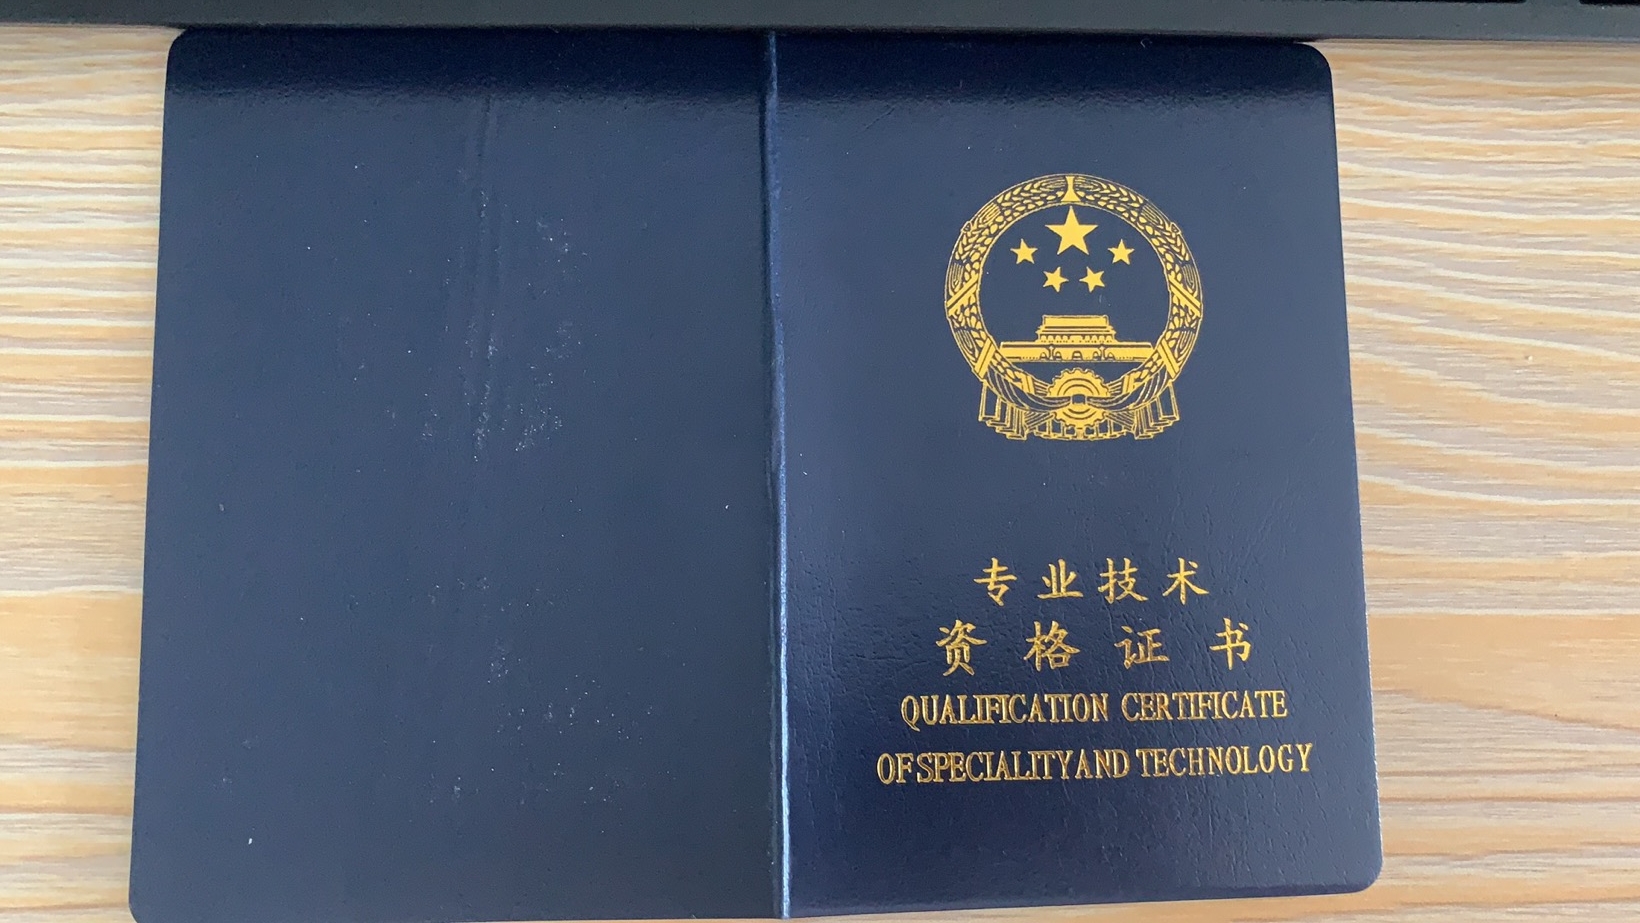 专业技术
资格证书
QUALIFICATION CERTIFICATE
OF SPECIALITY AND TECHNOLOGY